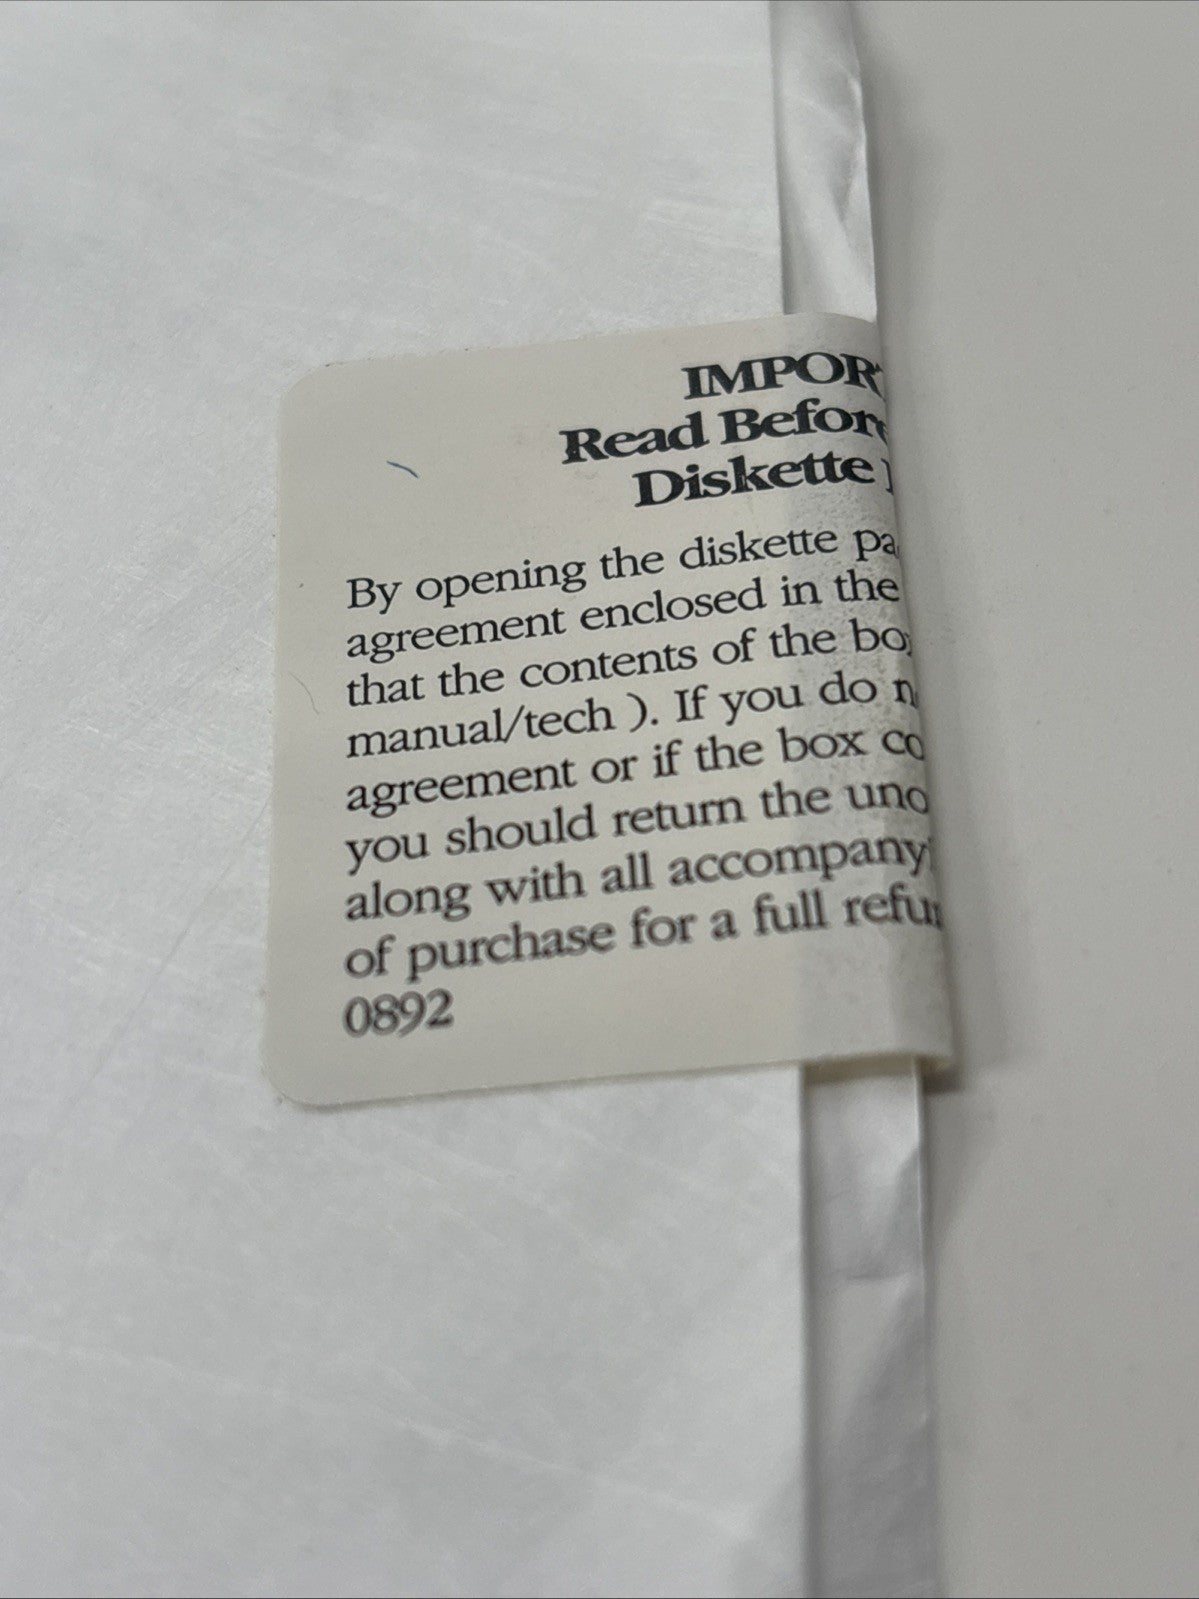 IMPOR
Read Before
Diskette
By opening the diskette pa
agreement enclosed in the
that the contents of the bo
manual/tech ). If you do n
agreement or if the box co
you should return the uno
along with all accompany
of purchase for a full refu
0892